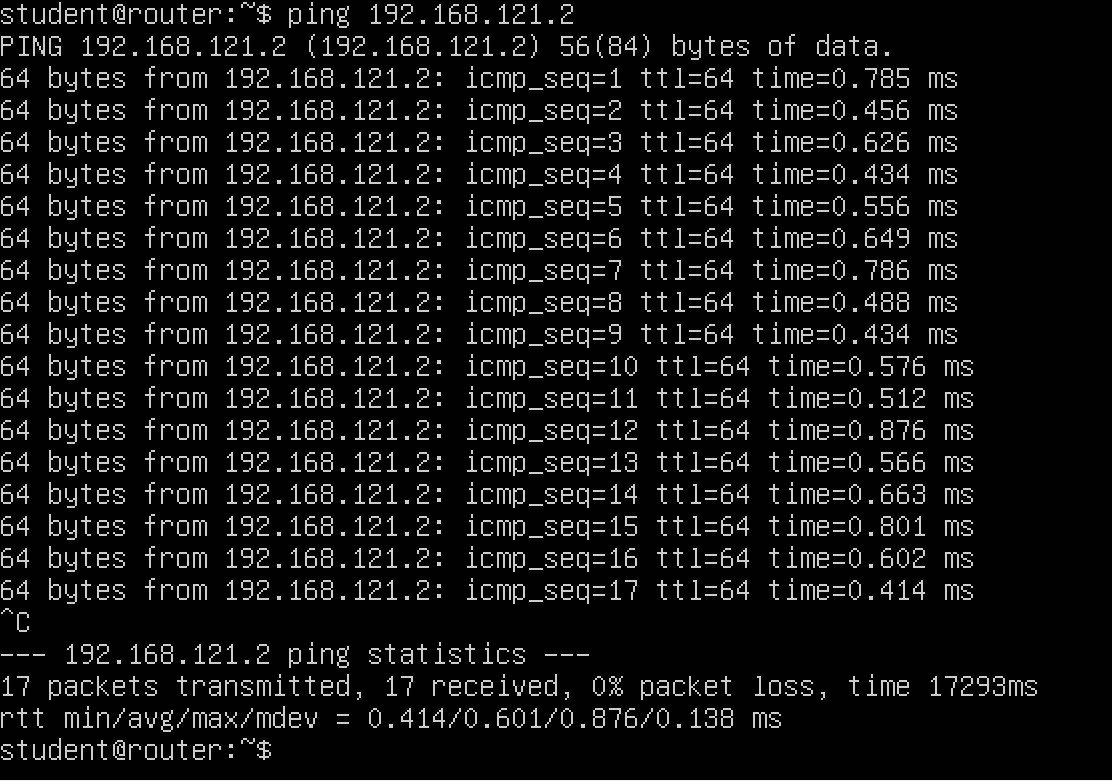 student@router:~$ ping 192.168.121.2
PING 192.168.121.2 (192.168.121.2) 56(84) bytes of data.
64 bytes from 192.168.121.2: icmp_seq=1 ttl=64 time=0.785 ms
64 bytes from 192.168.121.2: icmp_seq=2 ttl=64 time=0.456 ms
64 bytes from 192.168.121.2: icmp_seq=3 ttl=64 time=0.626 ms
64 bytes from 192.168.121.2: icmp_seq=4 ttl=64 time=0.434 ms
64 bytes from 192.168.121.2: icmp_seq=5 ttl=64 time=0.556 ms
64 bytes from 192.168.121.2: icmp_seq=6 ttl=64 time=0.649 ms
64 bytes from 192.168.121.2: icmp_seq=7 ttl=64 time=0.786 ms
64 bytes from 192.168.121.2: icmp_seq=8 ttl=64 time=0.488 ms
64 bytes from 192.168.121.2: icmp_seq=9 ttl=64 time=0.434 ms
64 bytes from 192.168.121.2: icmp_seq=10 ttl=64 time=0.576 ms
64 bytes from 192.168.121.2: icmp_seq=11 ttl=64 time=0.512 ms
64 bytes from 192.168.121.2: icmp_seq=12 ttl=64 time=0.876 ms
64 bytes from 192.168.121.2: icmp_seq=13 ttl=64 time=0.566 ms
64 bytes from 192.168.121.2: icmp_seq=14 ttl=64 time=0.663 ms
64 bytes from 192.168.121.2: icmp_seq=15 ttl=64 time=0.801 ms
64 bytes from 192.168.121.2: icmp_seq=16 ttl=64 time=0.602 ms
64 bytes from 192.168.121.2: icmp_seq=17 ttl=64 time=0.414 ms
^C
--- 192.168.121.2 ping statistics ---
17 packets transmitted, 17 received, 0% packet loss, time 17293ms
rtt min/avg/max/mdev = 0.414/0.601/0.876/0.138 ms
student@router:~$